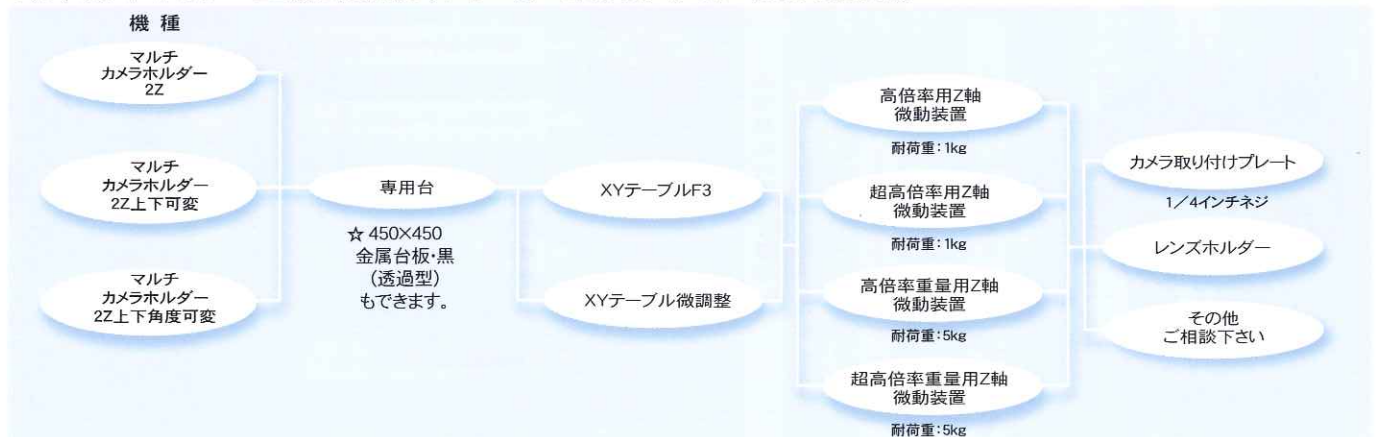 機 種
マルチ
カメラホルダー
2Z
マルチ
カメラホルダー
2Z上下可変
マルチ
カメラホルダー
2Z上下角度可変
専用台
☆ 450×450
金属台板・黒
(透過型)
もできます。
XYテーブルF3
XYテーブル微調整
高倍率用Z軸
微動装置
耐荷重:1kg
超高倍率用Z軸
微動装置
耐荷重:1kg
高倍率重量用Z軸
微動装置
耐荷重:5kg
超高倍率重量用Z軸
微動装置
耐荷重:5kg
カメラ取り付けプレート
1/4インチネジ
レンズホルダー
その他
ご相談下さい